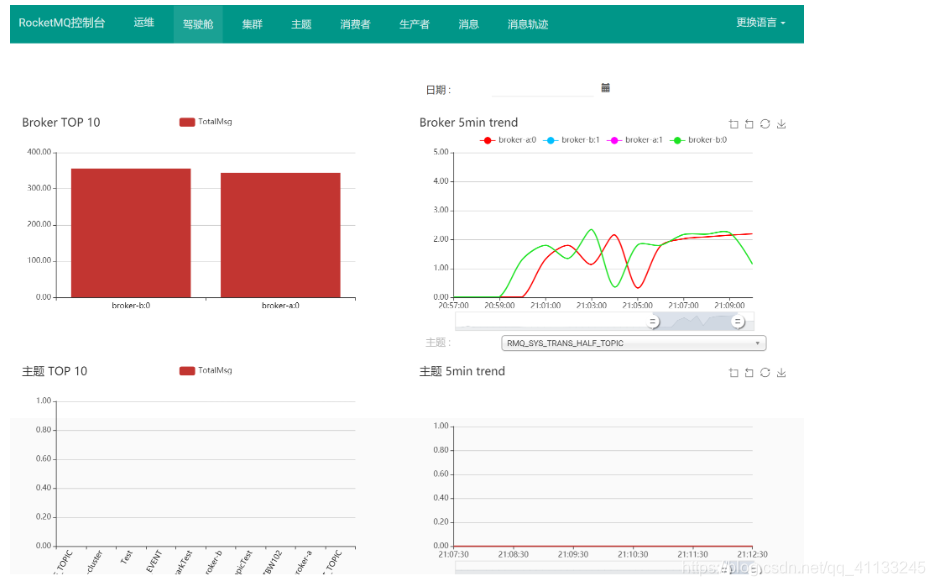 RocketMQ控制台 运维 驾驶舱 集群 主题 消费者 生产者 消息 消息轨迹 更换语言
日期：
Broker TOP 10
TotalMsg
400.00
300.00
200.00
100.00
0.00
broker-b:0 broker-a:0
Broker 5min trend
broker-a:0 broker-b:1 broker-a:1 broker-b:0
5.00
4.00
3.00
2.00
1.00
0.00
20:57:00 20:59:00 21:01:00 21:03:00 21:05:00 21:07:00 21:09:00
主题：
RMQ_SYS_TRANS_HALF_TOPIC
主题 TOP 10
TotalMsg
1.00
0.80
0.60
0.40
0.20
0.00
_TOPIC -cluster Test EVENT arkTest roker-b opicTest TBW102 roker-a _TOPIC
主题 5min trend
1.00
0.80
0.60
0.40
0.20
0.00
21:07:30 21:08:30 21:09:30 21:10:30 21:11:30 21:12:30
https://blog.csdn.net/qq_41133245